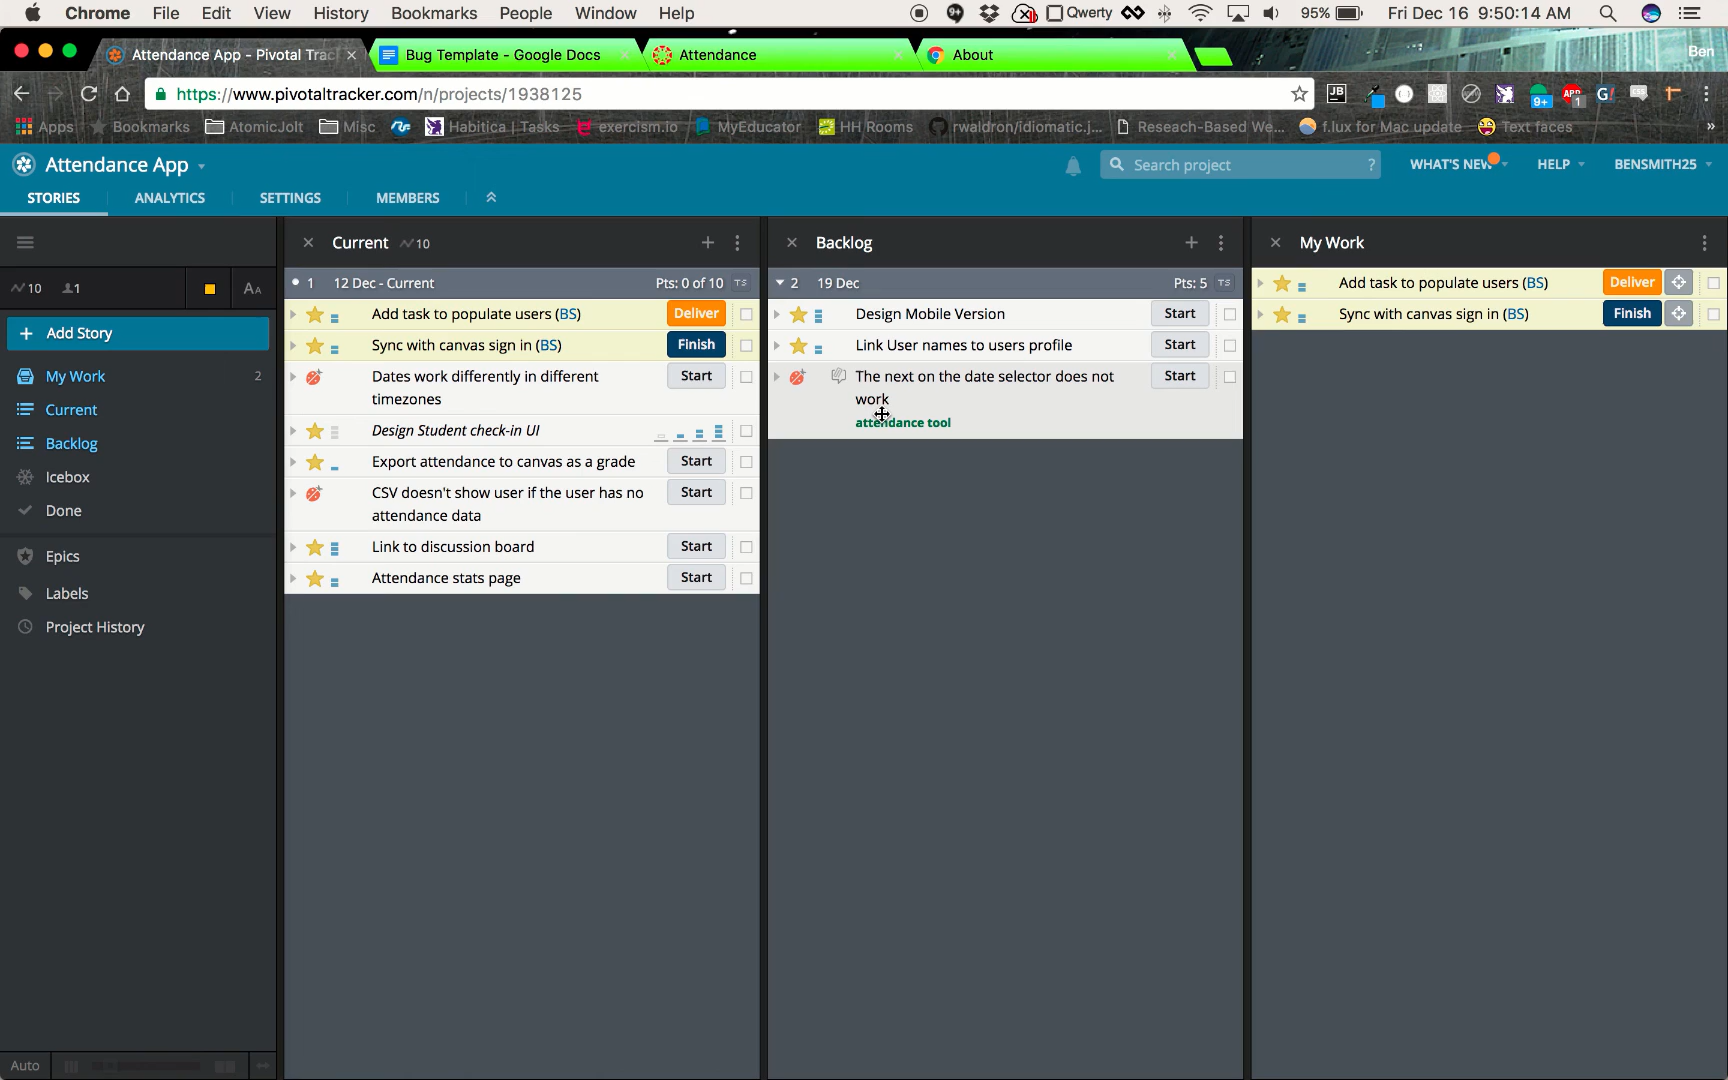 Chrome File Edit View History Bookmarks People Window Help 9+ Qwerty 95% Fri Dec 16 9:50:14 AM
Attendance App - Pivotal Trac Bug Template - Google Docs Attendance About Ben
https://www.pivotaltracker.com/n/projects/1938125 JB 9+ ABP 1 G!
Apps Bookmarks AtomicJolt Misc Habitica | Tasks exercism.io MyEducator HH Rooms rwaldron/idiomatic.j... Reseach-Based We... f.lux for Mac update Text faces »
Attendance App Search project ? WHAT'S NEW HELP BENSMITH25
STORIES ANALYTICS SETTINGS MEMBERS
10 1 AA
+ Add Story
My Work 2
Current
Backlog
Icebox
Done
Epics
Labels
Project History
Auto
Current 10
1 12 Dec - Current Pts: 0 of 10 TS
Add task to populate users (BS) Deliver
Sync with canvas sign in (BS) Finish
Dates work differently in different Start
timezones
Design Student check-in UI
Export attendance to canvas as a grade Start
CSV doesn't show user if the user has no Start
attendance data
Link to discussion board Start
Attendance stats page Start
Backlog
2 19 Dec Pts: 5 TS
Design Mobile Version Start
Link User names to users profile Start
The next on the date selector does not Start
work
attendance tool
My Work
Add task to populate users (BS) Deliver
Sync with canvas sign in (BS) Finish